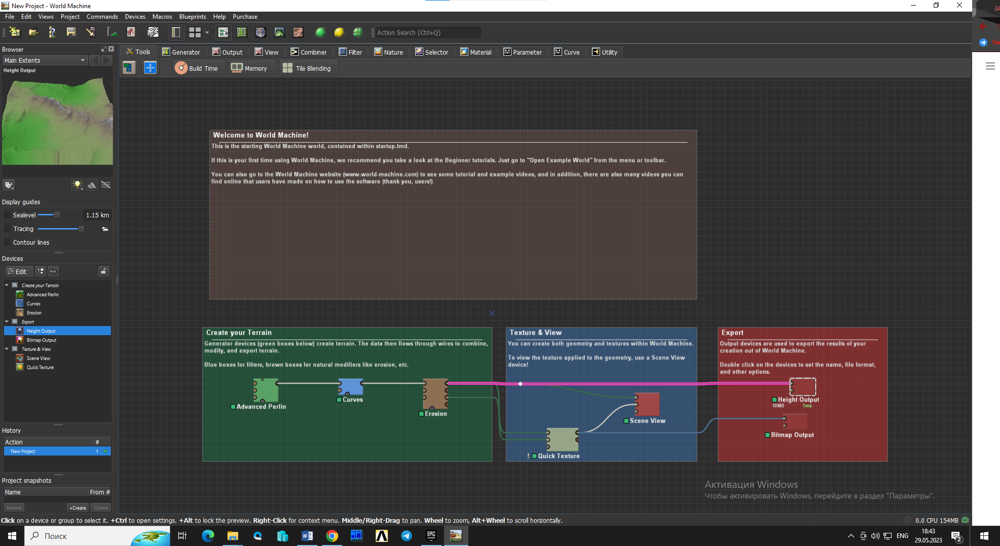 New Project - World Machine
File Edit Views Project Commands Devices Macros Blueprints Help Purchase
Action Search (Ctrl+Q)
Browser
Main Extents
Height Output
Tools Generator Output View Combiner Filter Nature Selector Material Parameter Curve Utility
Build Time Memory Tile Blending
Display guides
Sealevel 1.15 km
Tracing
Contour lines
Devices
Edit Abc
Create your Terrain
Advanced Perlin
Curves
Erosion
Export
Height Output
Bitmap Output
Texture & View
Scene View
Quick Texture
History
Action #
New Project 1
Project snapshots
Name From #
Restore +Create -Delete
Welcome to World Machine!
This is the starting World Machine world, contained within startup.tmd.
If this is your first time using World Machine, we recommend you take a look at the Beginner tutorials. Just go to "Open Example World" from the menu or toolbar.
You can also go to the World Machine website (www.world-machine.com) to see some tutorial and example videos, and in addition, there are also many videos you can
find online that users have made on how to use the software (thank you, users!)
Create your Terrain
Generator devices (green boxes below) create terrain. The data then flows through wires to combine,
modify, and export terrain.
Blue boxes for filters, brown boxes for natural modifiers like erosion, etc.
Advanced Perlin
Curves
Erosion
Texture & View
You can create both geometry and textures within World Machine.
To view the texture applied to the geometry, use a Scene View
device!
Scene View
! Quick Texture
Export
Output devices are used to export the results of your
creation out of World Machine.
Double click on the devices to set the name, file format,
and other options.
Height Output
10MB 1ms
Bitmap Output
Активация Windows
Чтобы активировать Windows, перейдите в раздел "Параметры".
Click on a device or group to select it. +Ctrl to open settings. +Alt to lock the preview. Right-Click for context menu. Middle/Right-Drag to pan. Wheel to zoom, Alt+Wheel to scroll horizontally.
0.0 CPU 154MB
Поиск
EPIC GAMES
ENG
18:43
29.05.2023
2